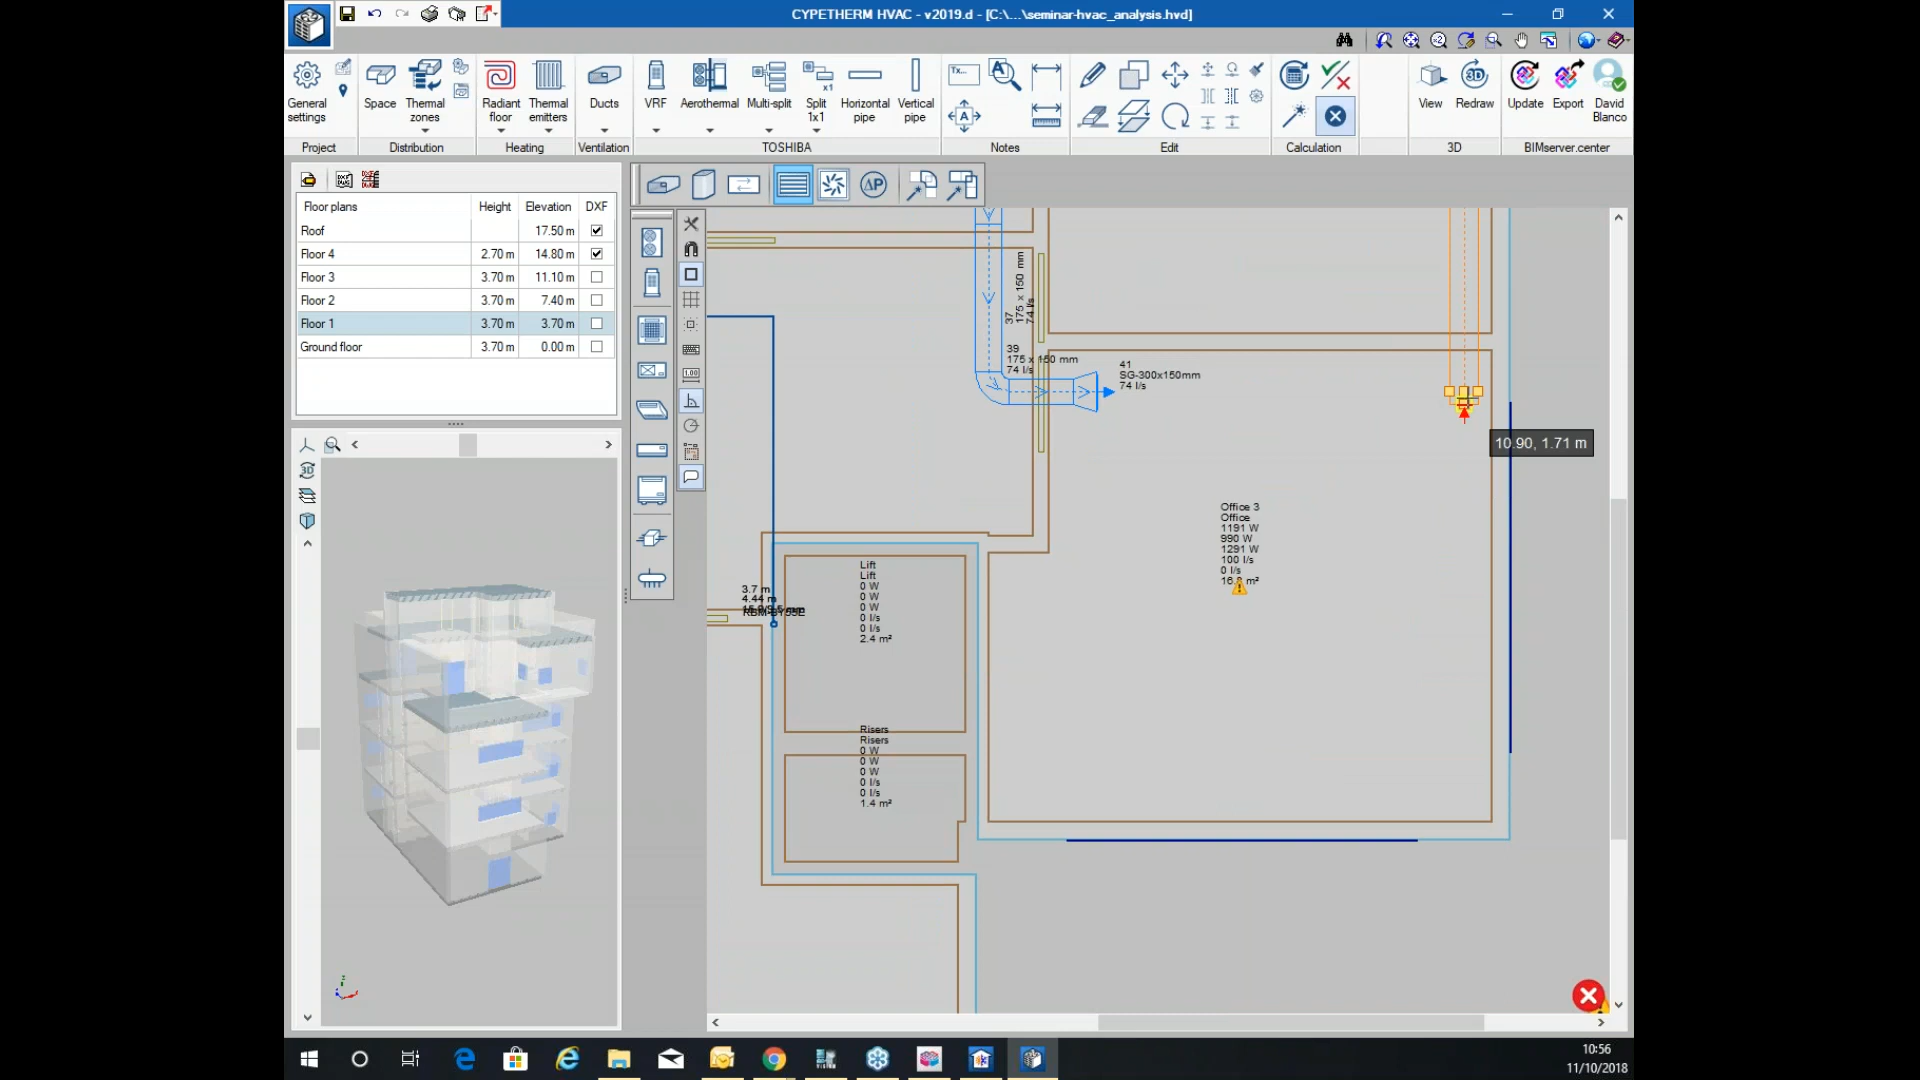 CYPETHERM HVAC - v2019.d - [C:\...\seminar-hvac_analysis.hvd]
General settings
Space
Thermal zones
Radiant floor
Thermal emitters
Ducts
VRF
Aerothermal
Multi-split
Split 1x1
Horizontal pipe
Vertical pipe
Tx...
View
Redraw
Update
Export
David Blanco
Project
Distribution
Heating
Ventilation
TOSHIBA
Notes
Edit
Calculation
3D
BIMserver.center
ΔP
Floor plans Height Elevation DXF
Roof 17.50 m
Floor 4 2.70 m 14.80 m
Floor 3 3.70 m 11.10 m
Floor 2 3.70 m 7.40 m
Floor 1 3.70 m 3.70 m
Ground floor 3.70 m 0.00 m
37
175 x 150 mm
74 l/s
39
175 x 150 mm
74 l/s
41
SG-300x150mm
74 l/s
10.90, 1.71 m
Office 3
Office
1191 W
990 W
1291 W
100 l/s
0 l/s
m²
Lift
Lift
0 W
0 W
0 W
0 l/s
0 l/s
2.4 m²
3.7 m
4.44 m
Risers
Risers
0 W
0 W
0 W
0 l/s
0 l/s
1.4 m²
10:56
11/10/2018